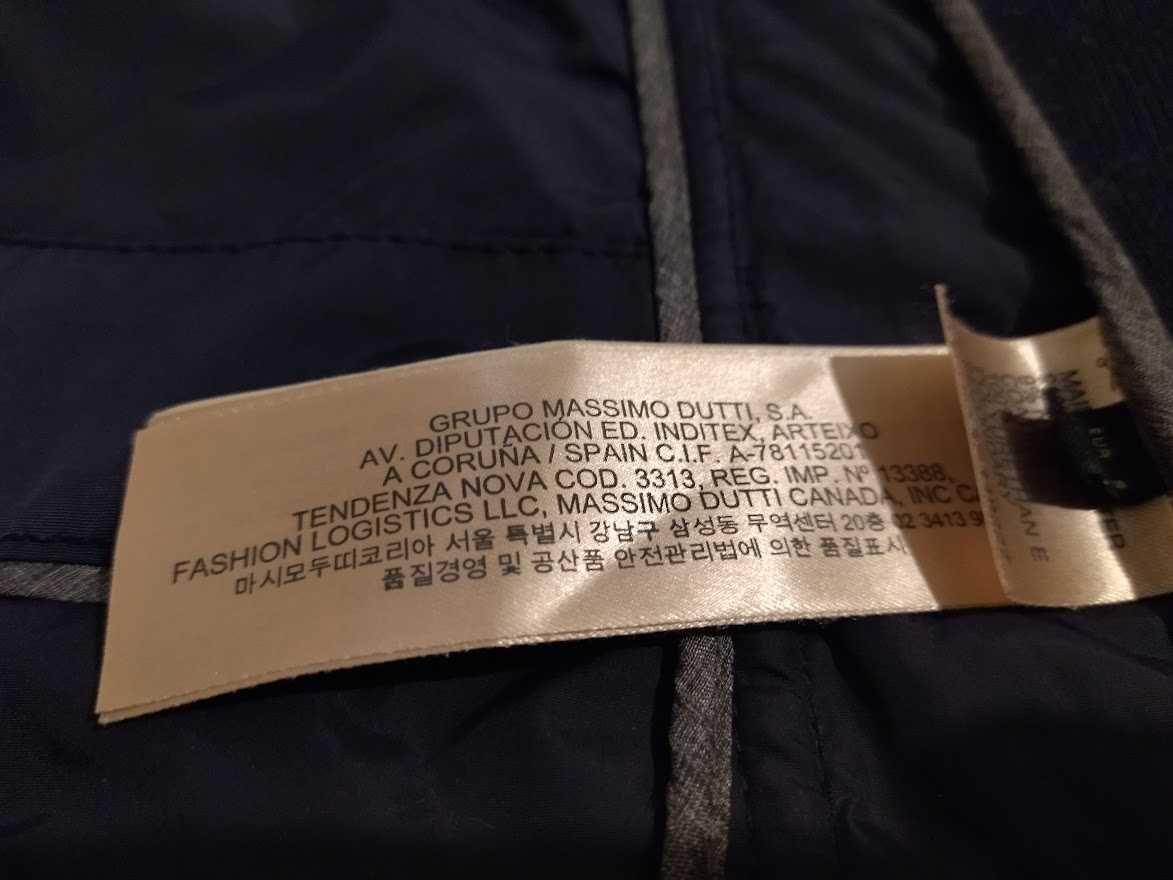 GRUPO MASSIMO DUTTI, S.A.
AV. DIPUTACIÓN ED. INDITEX, ARTEIXO
A CORUÑA / SPAIN C.I.F. A-78115201
TENDENZA NOVA COD. 3313, REG. IMP. Nº 13388.
FASHION LOGISTICS LLC, MASSIMO DUTTI CANADA, INC
마시모두띠코리아 서울 특별시 강남구 삼성동 무역센터 20층 02 3413
품질경영 및 공산품 안전관리법에 의한 품질표시
EUR